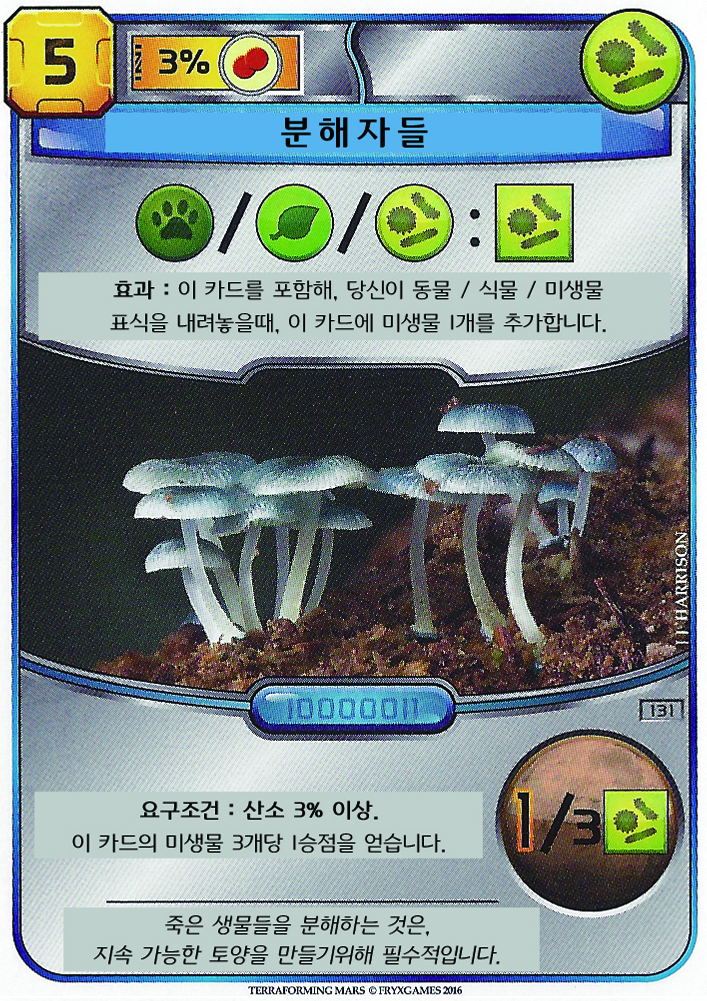 5
3%
분해자들
/ / :
효과 : 이 카드를 포함해, 당신이 동물 / 식물 / 미생물
표식을 내려놓을때, 이 카드에 미생물 1개를 추가합니다.
JJ HARRISON
10000011
131
요구조건 : 산소 3% 이상.
이 카드의 미생물 3개당 1승점을 얻습니다.
1/3
죽은 생물들을 분해하는 것은,
지속 가능한 토양을 만들기위해 필수적입니다.
TERRAFORMING MARS © FRYXGAMES 2016